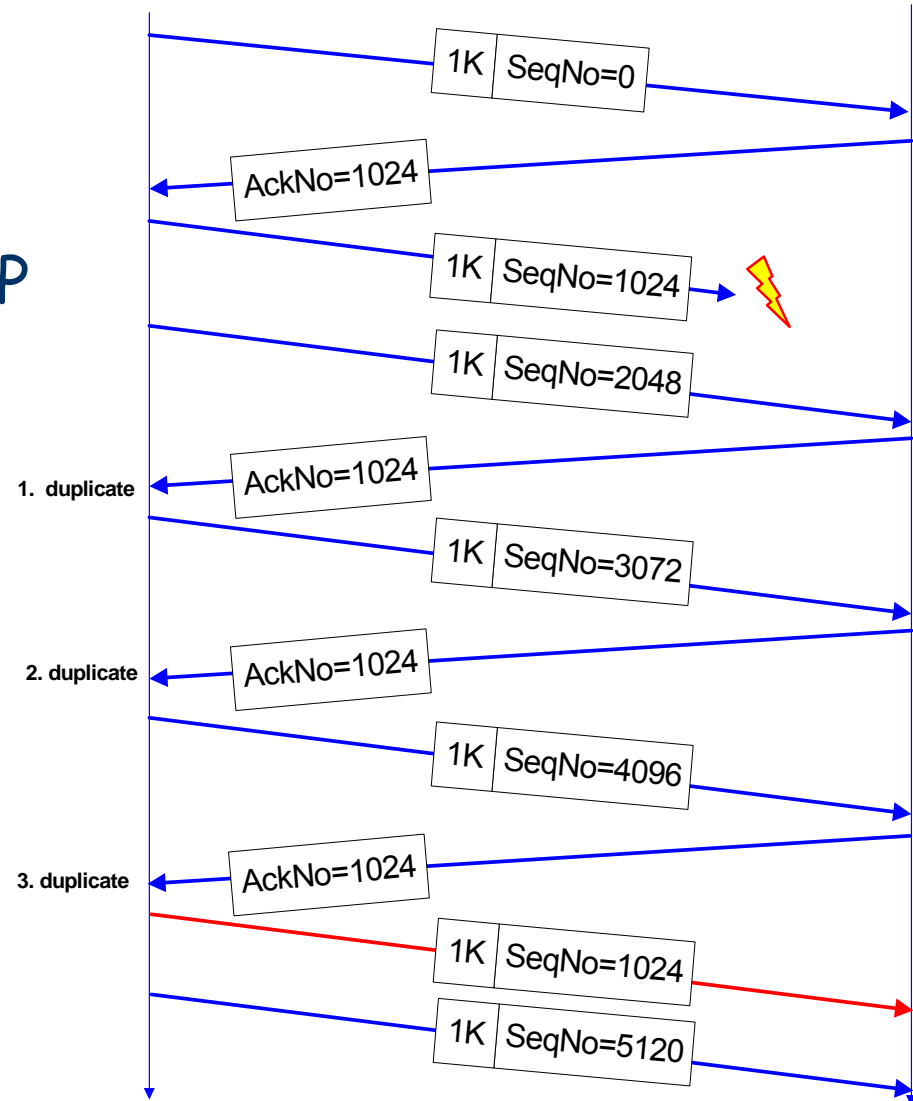 1K SeqNo=0
AckNo=1024
P
1K SeqNo=1024
1K SeqNo=2048
AckNo=1024
1. duplicate
1K SeqNo=3072
AckNo=1024
2. duplicate
1K SeqNo=4096
AckNo=1024
3. duplicate
1K SeqNo=1024
1K SeqNo=5120